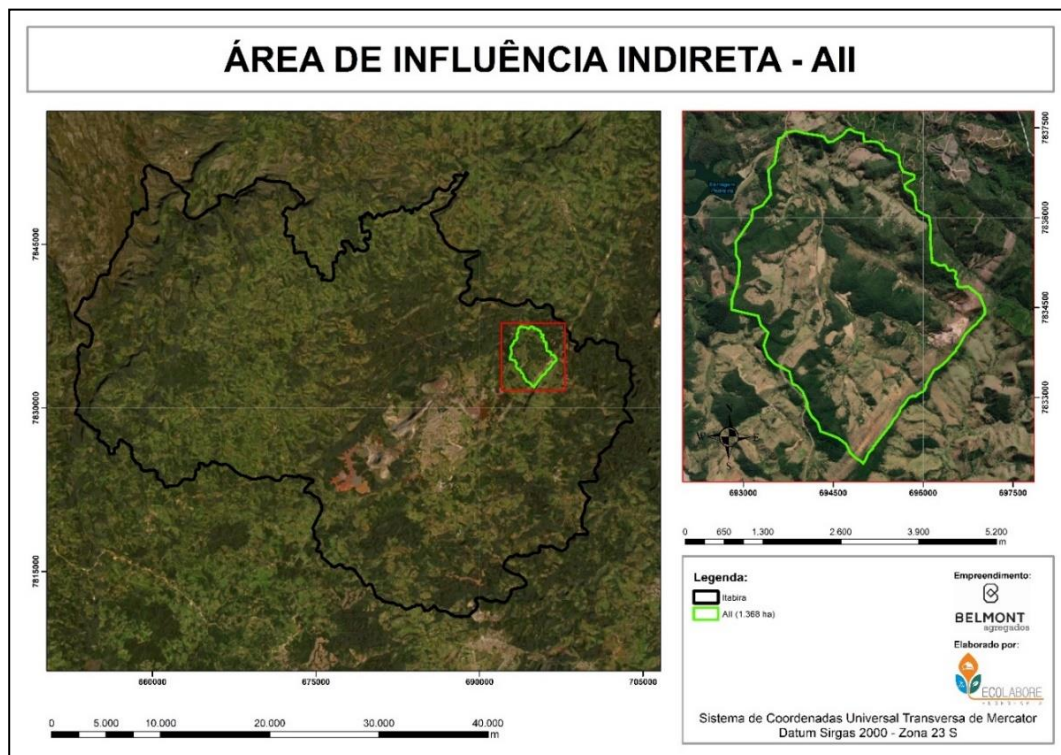 ÁREA DE INFLUÊNCIA INDIRETA - AII
7845000
7830000
7815000
660000 675000 690000 705000
0 5.000 10.000 20.000 30.000 40.000
m
7837500
7836000
7834500
7833000
W E
693000 694500 696000 697500
0 650 1.300 2.600 3.900 5.200
m
Legenda:
Itabira
AII (1.368 ha)
Empreendimento:
BELMONT
agregados
Elaborado por:
ECOLABORE
Sistema de Coordenadas Universal Transversa de Mercator
Datum Sirgas 2000 - Zona 23 S